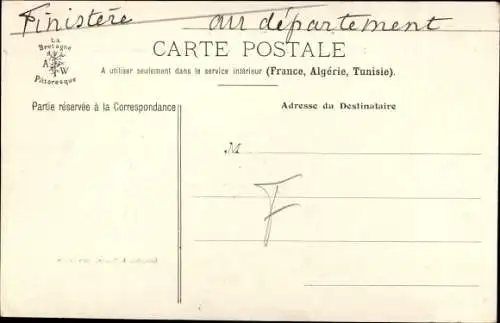 Finistère au département
CARTE POSTALE
La
Bretagne
A W
Pittoresque
A utiliser seulement dans le service intérieur (France, Algérie, Tunisie).
Partie réservée à la Correspondance
Adresse du Destinataire
M
F